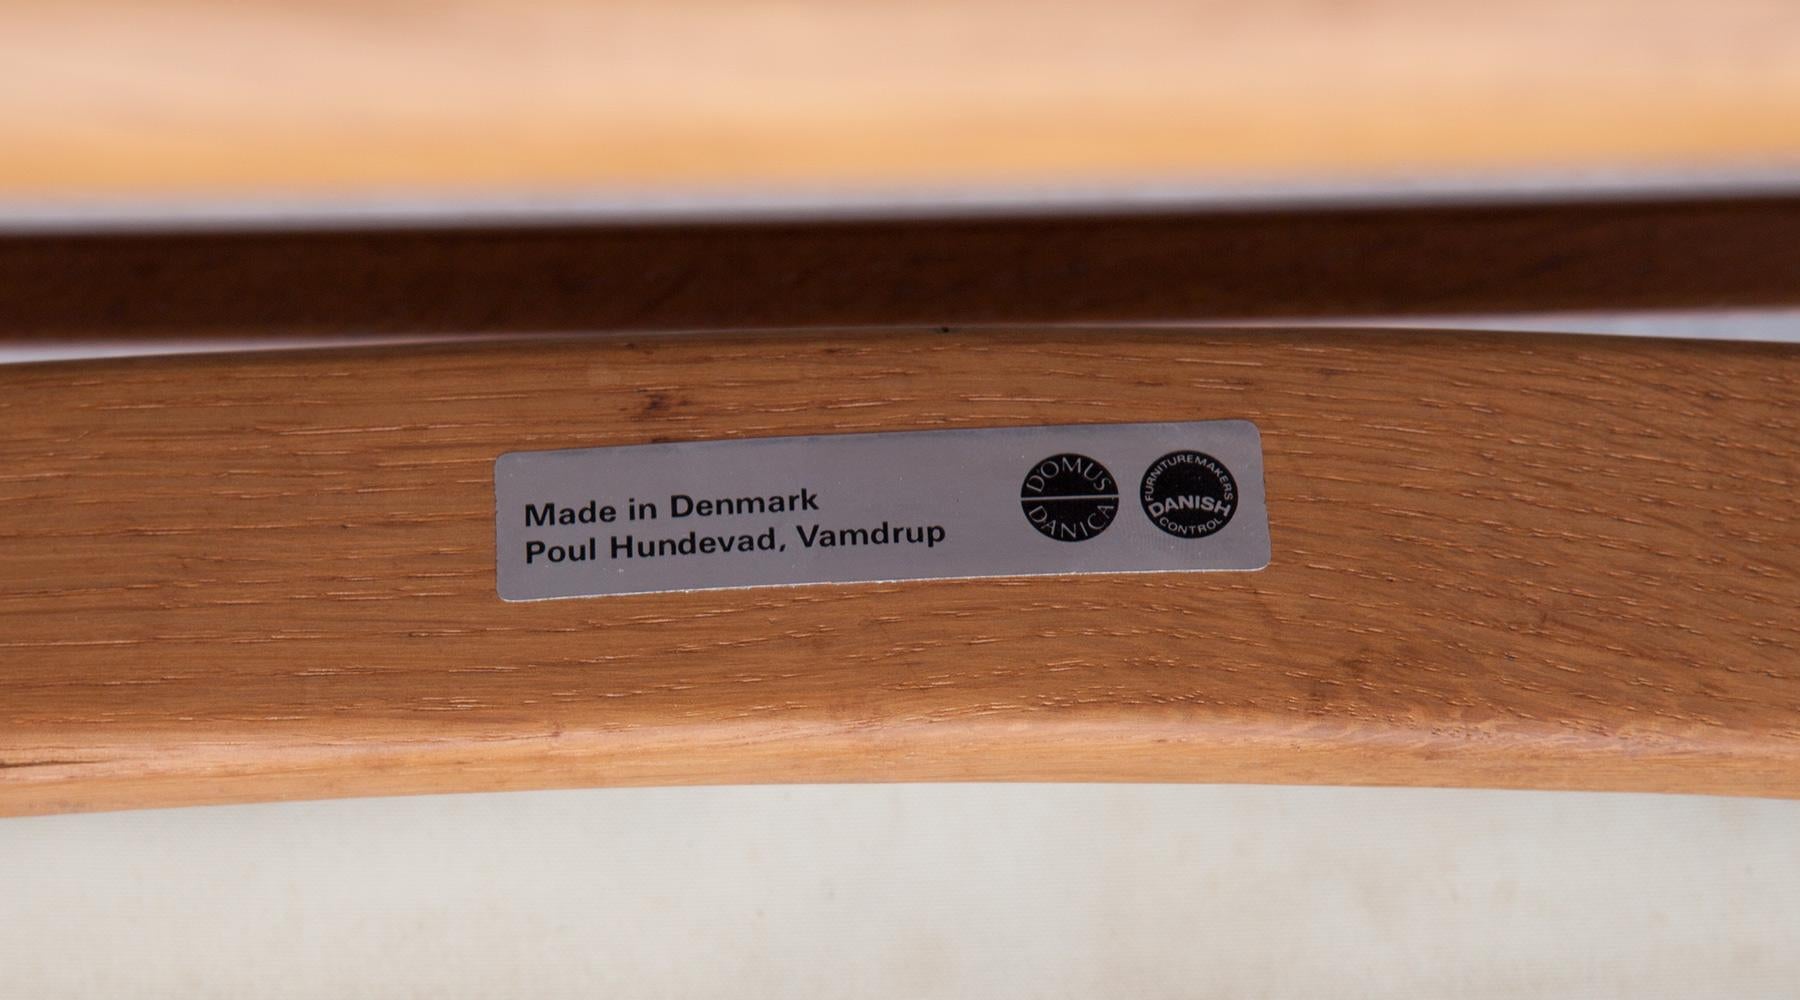 Made in Denmark
Poul Hundevad, Vamdrup
DOMUS
DANICA
FURNITUREMAKERS
DANISH
CONTROL